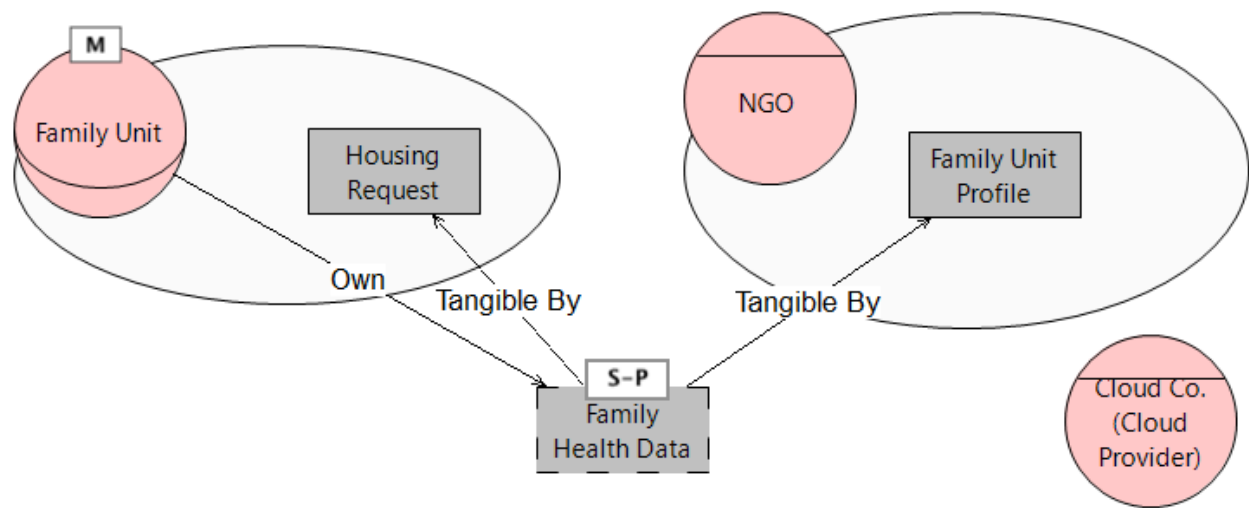 M
Family Unit
Housing
Request
NGO
Family Unit
Profile
Own
Tangible By
Tangible By
S-P
Family
Health Data
Cloud Co.
(Cloud
Provider)